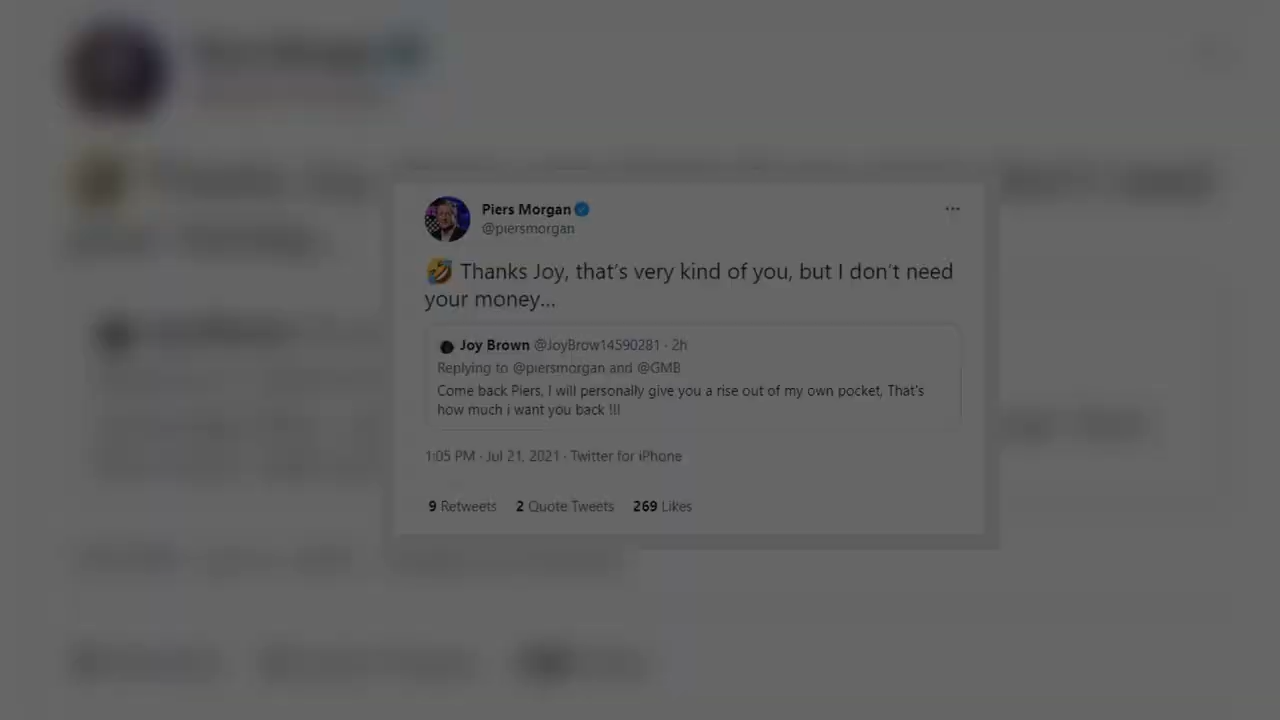 Piers Morgan
@piersmorgan
🤣 Thanks Joy, that's very kind of you, but I don't need
your money...
Joy Brown @JoyBrow14590281 · 2h
Replying to @piersmorgan and @GMB
Come back Piers, I will personally give you a rise out of my own pocket, That's
how much i want you back !!!
1:05 PM · Jul 21, 2021 · Twitter for iPhone
9 Retweets 2 Quote Tweets 269 Likes